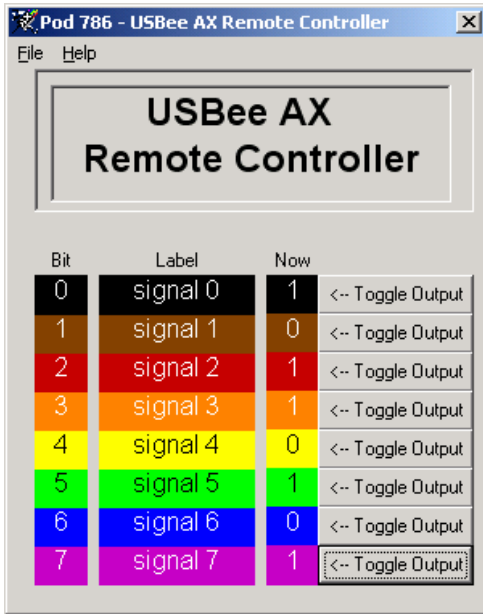 Pod 786 - USBee AX Remote Controller
File Help
USBee AX
Remote Controller
Bit Label Now
0 signal 0 1 <-- Toggle Output
1 signal 1 0 <-- Toggle Output
2 signal 2 1 <-- Toggle Output
3 signal 3 1 <-- Toggle Output
4 signal 4 0 <-- Toggle Output
5 signal 5 1 <-- Toggle Output
6 signal 6 0 <-- Toggle Output
7 signal 7 1 <-- Toggle Output